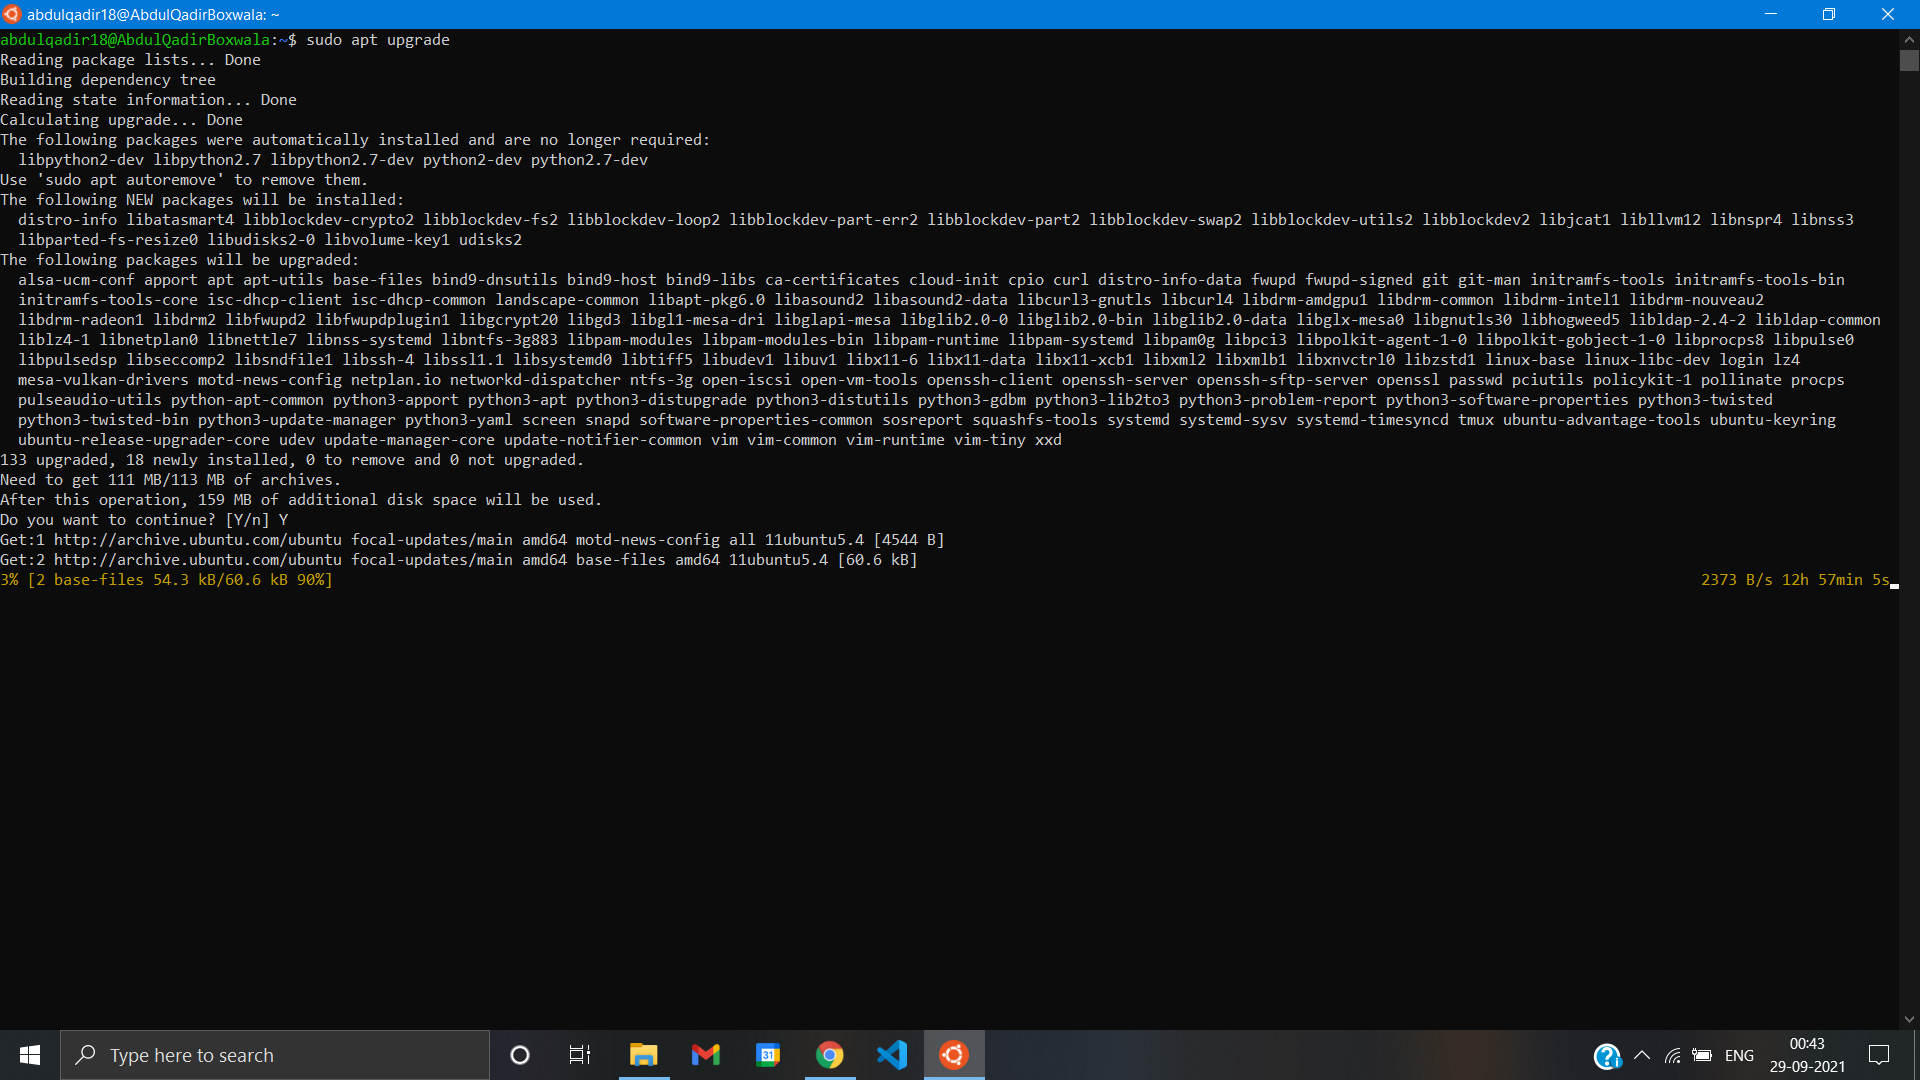 abdulqadir18@AbdulQadirBoxwala: ~
abdulqadir18@AbdulQadirBoxwala:~$ sudo apt upgrade
Reading package lists... Done
Building dependency tree
Reading state information... Done
Calculating upgrade... Done
The following packages were automatically installed and are no longer required:
  libpython2-dev libpython2.7 libpython2.7-dev python2-dev python2.7-dev
Use 'sudo apt autoremove' to remove them.
The following NEW packages will be installed:
  distro-info libatasmart4 libblockdev-crypto2 libblockdev-fs2 libblockdev-loop2 libblockdev-part-err2 libblockdev-part2 libblockdev-swap2 libblockdev-utils2 libblockdev2 libjcat1 libllvm12 libnspr4 libnss3
  libparted-fs-resize0 libudisks2-0 libvolume-key1 udisks2
The following packages will be upgraded:
  alsa-ucm-conf apport apt apt-utils base-files bind9-dnsutils bind9-host bind9-libs ca-certificates cloud-init cpio curl distro-info-data fwupd fwupd-signed git git-man initramfs-tools initramfs-tools-bin
  initramfs-tools-core isc-dhcp-client isc-dhcp-common landscape-common libapt-pkg6.0 libasound2 libasound2-data libcurl3-gnutls libcurl4 libdrm-amdgpu1 libdrm-common libdrm-intel1 libdrm-nouveau2
  libdrm-radeon1 libdrm2 libfwupd2 libfwupdplugin1 libgcrypt20 libgd3 libgl1-mesa-dri libglapi-mesa libglib2.0-0 libglib2.0-bin libglib2.0-data libglx-mesa0 libgnutls30 libhogweed5 libldap-2.4-2 libldap-common
  liblz4-1 libnetplan0 libnettle7 libnss-systemd libntfs-3g883 libpam-modules libpam-modules-bin libpam-runtime libpam-systemd libpam0g libpci3 libpolkit-agent-1-0 libpolkit-gobject-1-0 libprocps8 libpulse0
  libpulsedsp libseccomp2 libsndfile1 libssh-4 libssl1.1 libsystemd0 libtiff5 libudev1 libuv1 libx11-6 libx11-data libx11-xcb1 libxml2 libxmlb1 libxnvctrl0 libzstd1 linux-base linux-libc-dev login lz4
  mesa-vulkan-drivers motd-news-config netplan.io networkd-dispatcher ntfs-3g open-iscsi open-vm-tools openssh-client openssh-server openssh-sftp-server openssl passwd pciutils policykit-1 pollinate procps
  pulseaudio-utils python-apt-common python3-apport python3-apt python3-distupgrade python3-distutils python3-gdbm python3-lib2to3 python3-problem-report python3-software-properties python3-twisted
  python3-twisted-bin python3-update-manager python3-yaml screen snapd software-properties-common sosreport squashfs-tools systemd systemd-sysv systemd-timesyncd tmux ubuntu-advantage-tools ubuntu-keyring
  ubuntu-release-upgrader-core udev update-manager-core update-notifier-common vim vim-common vim-runtime vim-tiny xxd
133 upgraded, 18 newly installed, 0 to remove and 0 not upgraded.
Need to get 111 MB/113 MB of archives.
After this operation, 159 MB of additional disk space will be used.
Do you want to continue? [Y/n] Y
Get:1 http://archive.ubuntu.com/ubuntu focal-updates/main amd64 motd-news-config all 11ubuntu5.4 [4544 B]
Get:2 http://archive.ubuntu.com/ubuntu focal-updates/main amd64 base-files amd64 11ubuntu5.4 [60.6 kB]
3% [2 base-files 54.3 kB/60.6 kB 90%] 2373 B/s 12h 57min 5s
Type here to search
31
ENG
00:43
29-09-2021